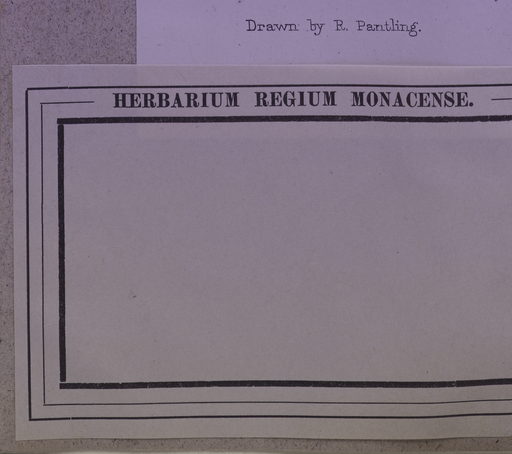 Drawn by R. Pantling.
HERBARIUM REGIUM MONACENSE.